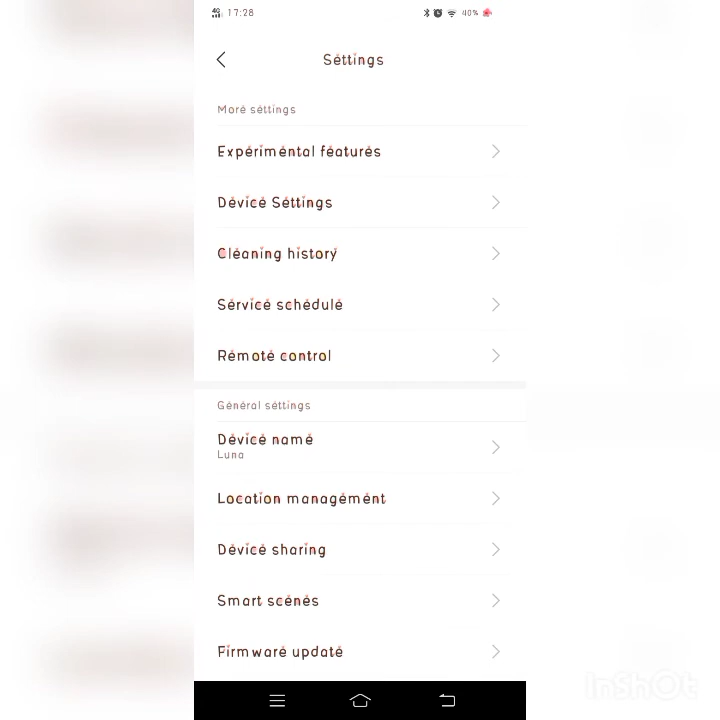 4G 17:28 40%
Settings
More settings
Experimental features
Device Settings
Cleaning history
Service schedule
Remote control
General settings
Device name
Luna
Location management
Device sharing
Smart scenes
Firmware update
InShOt